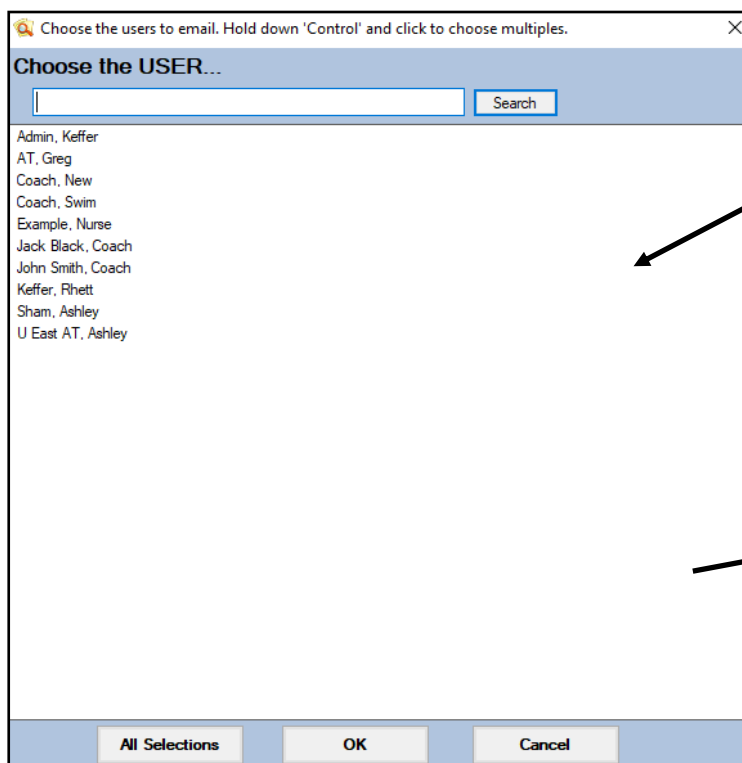 Choose the users to email. Hold down 'Control' and click to choose multiples.
Choose the USER...
Search
Admin, Keffer
AT, Greg
Coach, New
Coach, Swim
Example, Nurse
Jack Black, Coach
John Smith, Coach
Keffer, Rhett
Sham, Ashley
U East AT, Ashley
All Selections OK Cancel